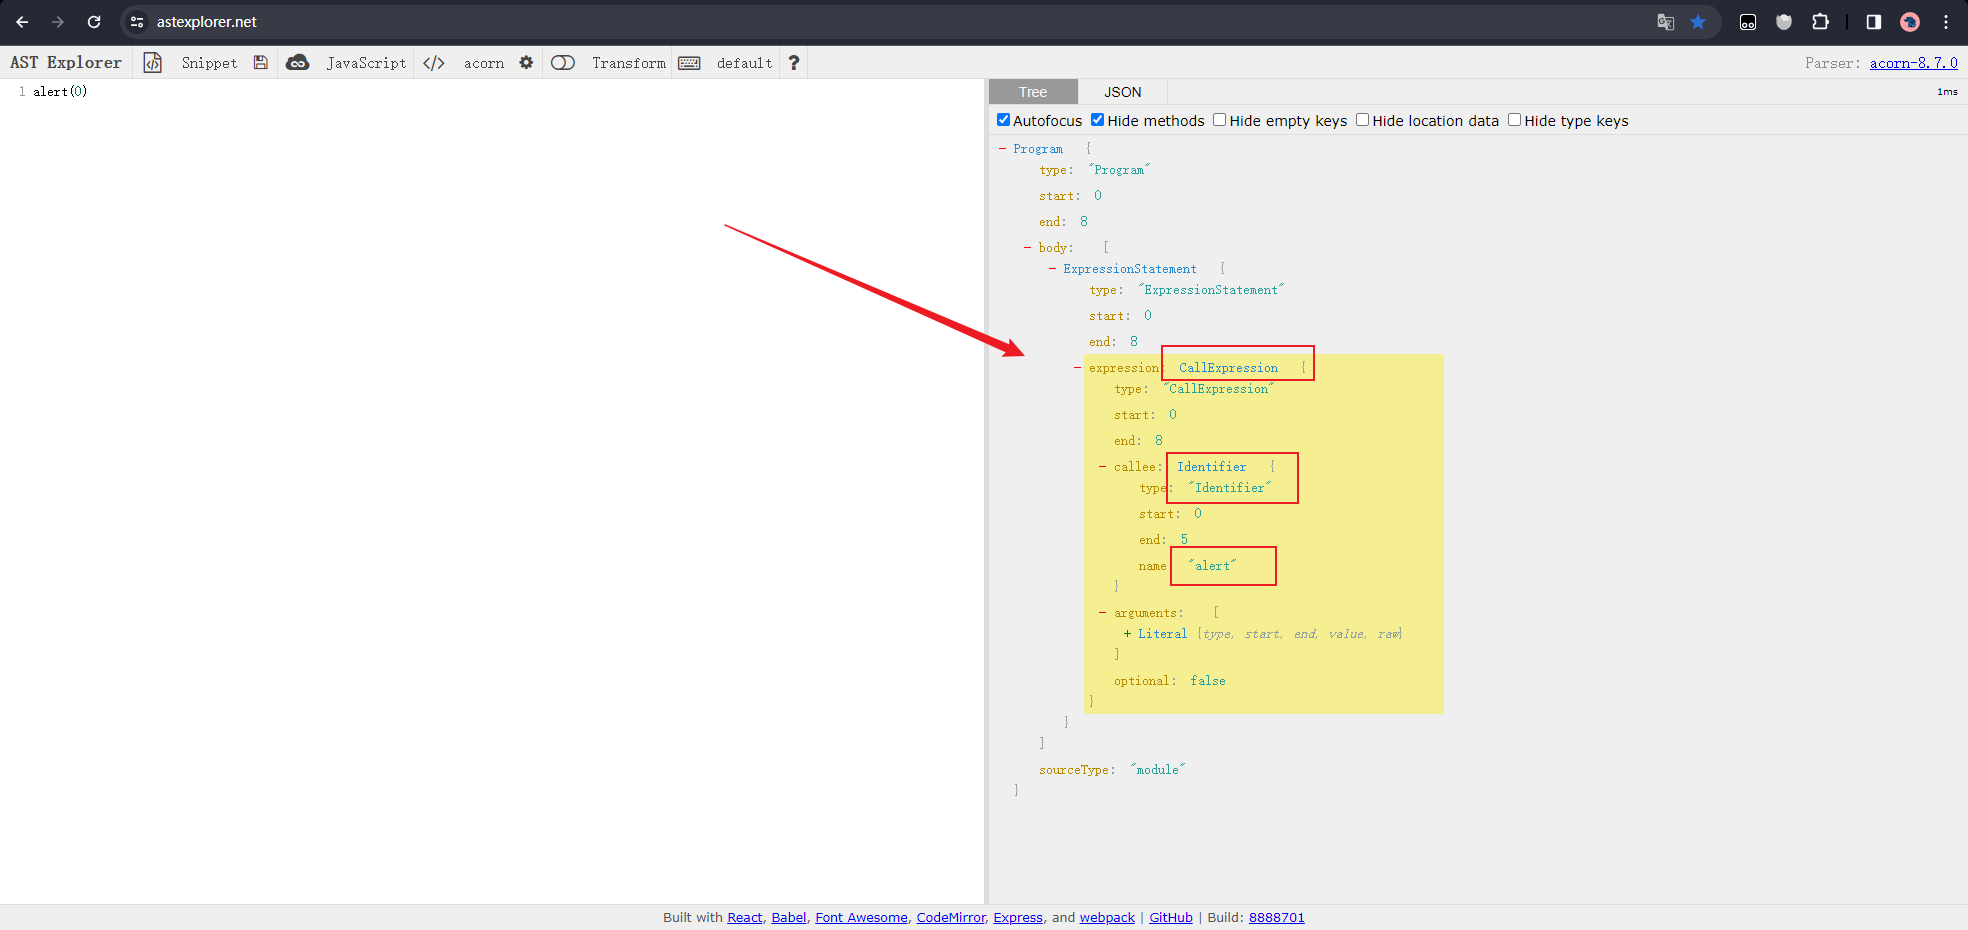 astexplorer.net
AST Explorer Snippet JavaScript </> acorn Transform default ? Parser: acorn-8.7.0
1 alert(0)
Tree JSON 1ms
Autofocus Hide methods Hide empty keys Hide location data Hide type keys
− Program {
type: "Program"
start: 0
end: 8
− body: [
− ExpressionStatement {
type: "ExpressionStatement"
start: 0
end: 8
− expression: CallExpression {
type: "CallExpression"
start: 0
end: 8
− callee: Identifier {
type: "Identifier"
start: 0
end: 5
name "alert"
}
− arguments: [
+ Literal {type, start, end, value, raw}
]
optional: false
}
}
]
sourceType: "module"
}
Built with React, Babel, Font Awesome, CodeMirror, Express, and webpack | GitHub | Build: 8888701